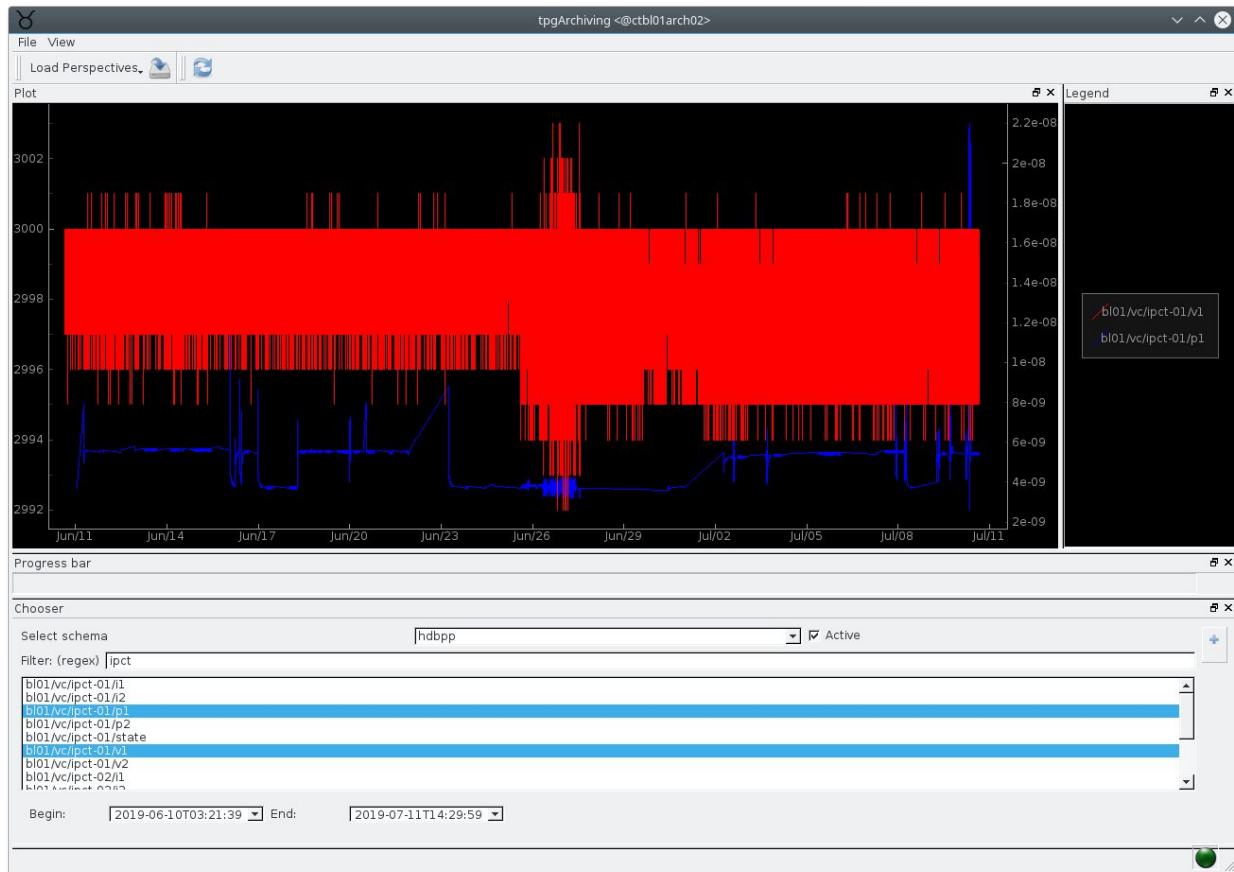 tpgArchiving <@ctbl01arch02>
File View
Load Perspectives
Plot
Legend
3002
3000
2998
2996
2994
2992
2.2e-08
2e-08
1.8e-08
1.6e-08
1.4e-08
1.2e-08
1e-08
8e-09
6e-09
4e-09
2e-09
Jun/11 Jun/14 Jun/17 Jun/20 Jun/23 Jun/26 Jun/29 Jul/02 Jul/05 Jul/08 Jul/11
bl01/vc/ipct-01/v1
bl01/vc/ipct-01/p1
Progress bar
Chooser
Select schema hdbpp Active
Filter: (regex) ipct
bl01/vc/ipct-01/i1
bl01/vc/ipct-01/i2
bl01/vc/ipct-01/p1
bl01/vc/ipct-01/p2
bl01/vc/ipct-01/state
bl01/vc/ipct-01/v1
bl01/vc/ipct-01/v2
bl01/vc/ipct-02/i1
bl01/vc/ipct-02/i2
Begin: 2019-06-10T03:21:39 End: 2019-07-11T14:29:59